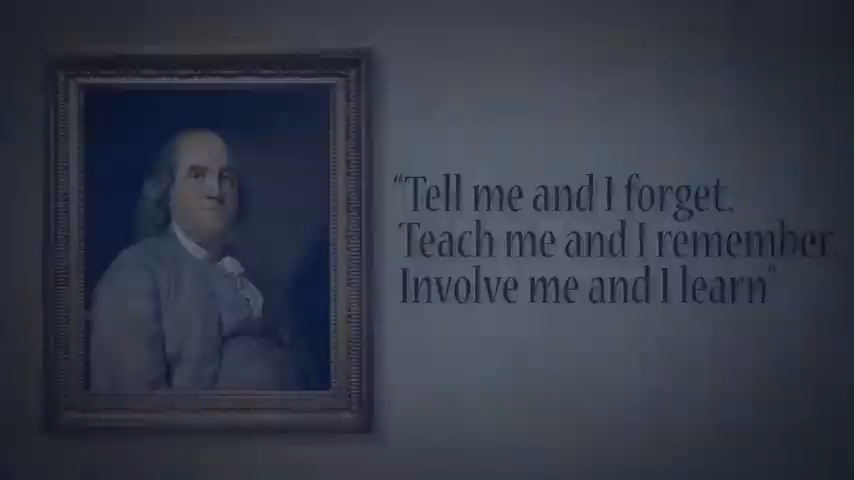 “Tell me and I forget.
Teach me and I remember.
Involve me and I learn”